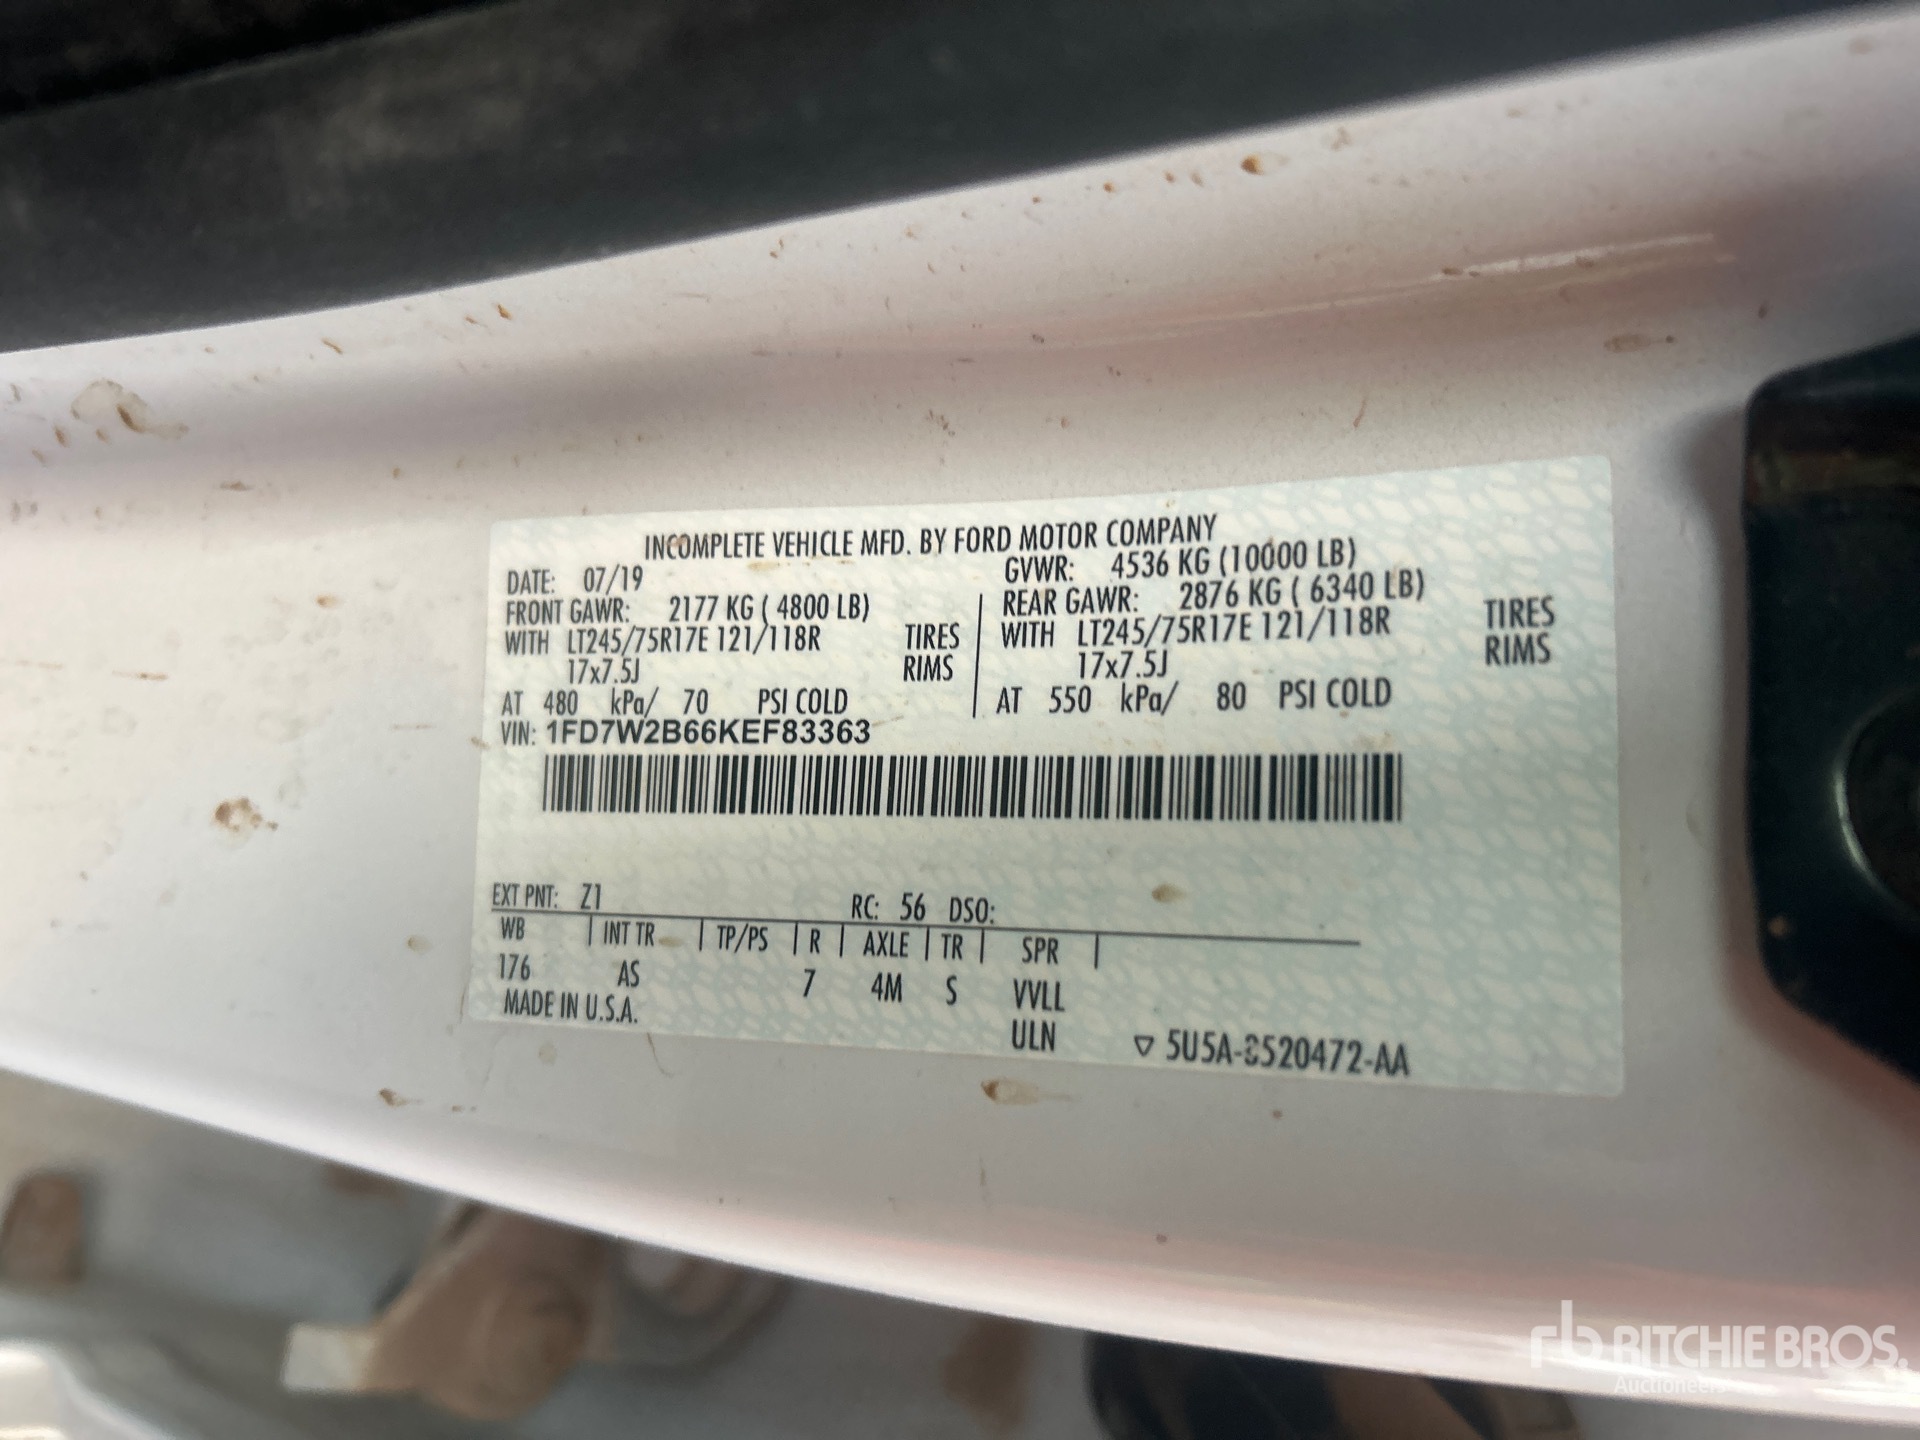 INCOMPLETE VEHICLE MFD. BY FORD MOTOR COMPANY
DATE: 07/19 GVWR: 4536 KG (10000 LB)
FRONT GAWR: 2177 KG ( 4800 LB) REAR GAWR: 2876 KG ( 6340 LB)
WITH LT245/75R17E 121/118R TIRES WITH LT245/75R17E 121/118R TIRES
17x7.5J RIMS 17x7.5J RIMS
AT 480 kPa/ 70 PSI COLD AT 550 kPa/ 80 PSI COLD
VIN: 1FD7W2B66KEF83363
EXT PNT: Z1 RC: 56 DSO:
WB INT TR TP/PS R AXLE TR SPR
176 AS 7 4M S VVLL
MADE IN U.S.A. ULN ▽ 5U5A-3520472-AA
rb RITCHIE BROS.
Auctioneers